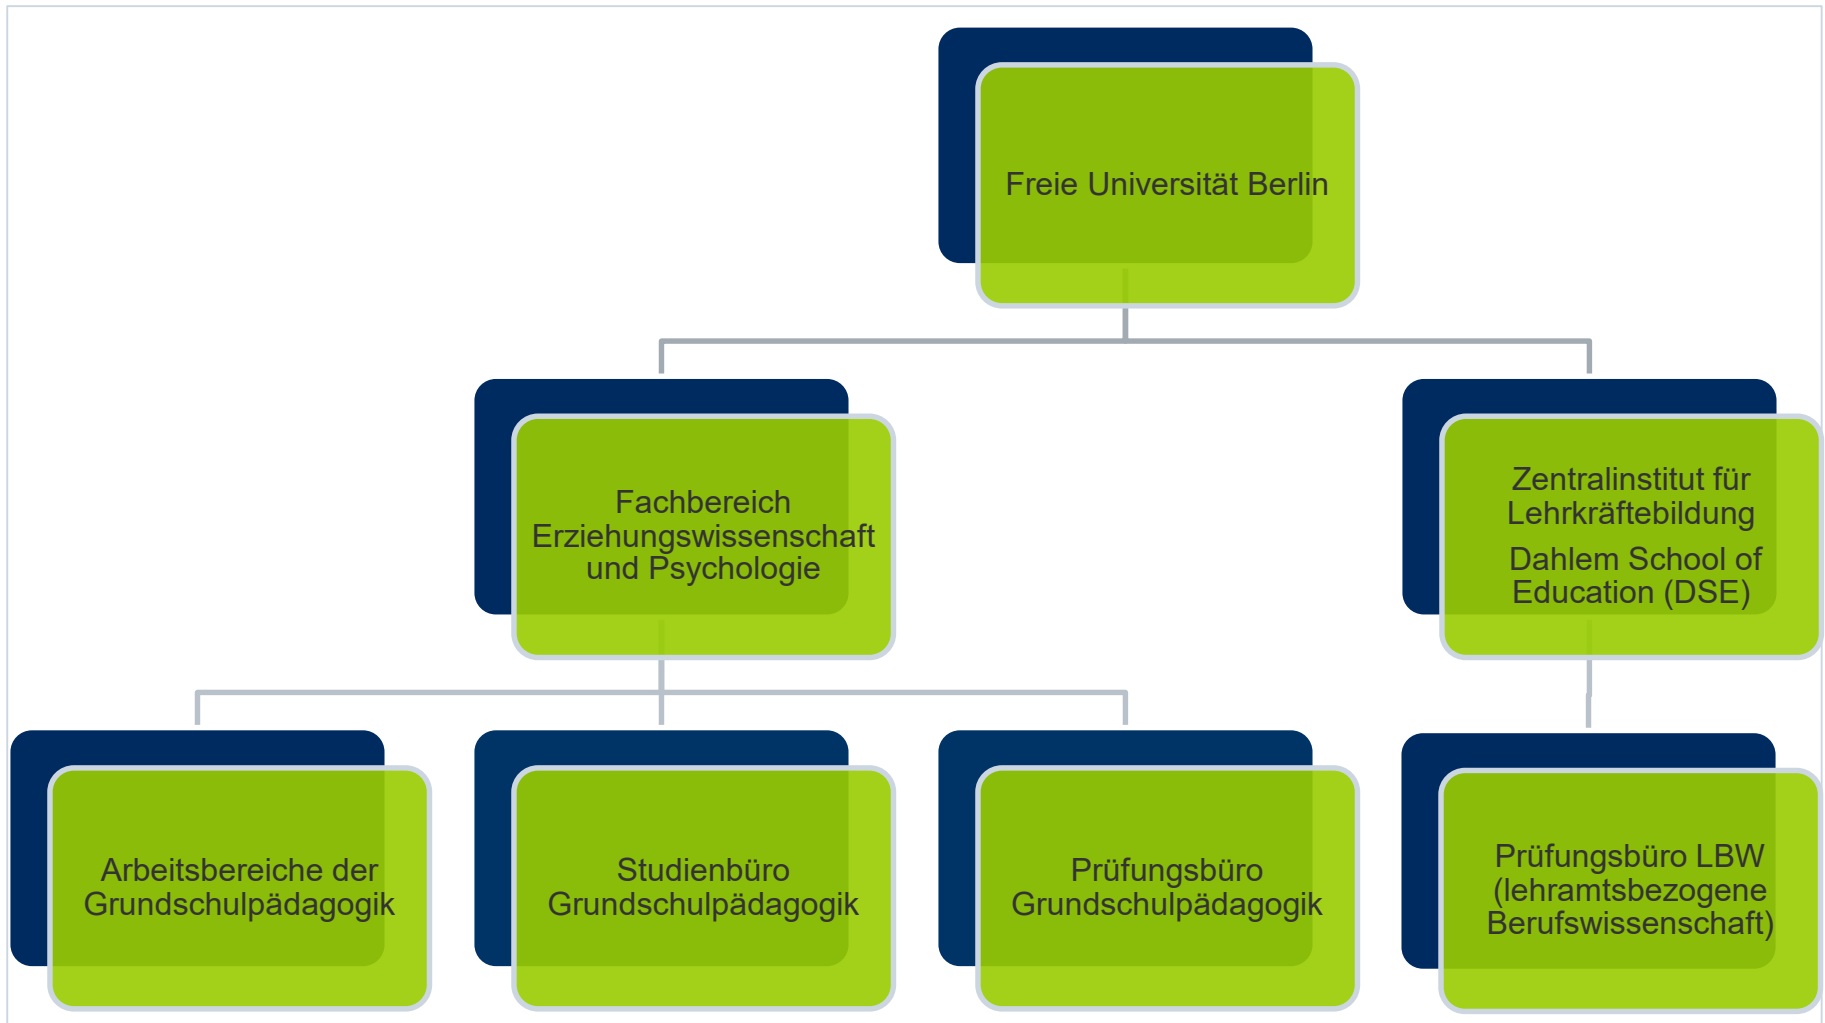 Freie Universität Berlin
Fachbereich
Erziehungswissenschaft
und Psychologie
Zentralinstitut für
Lehrkräftebildung
Dahlem School of
Education (DSE)
Arbeitsbereiche der
Grundschulpädagogik
Studienbüro
Grundschulpädagogik
Prüfungsbüro
Grundschulpädagogik
Prüfungsbüro LBW
(lehramtsbezogene
Berufswissenschaft)